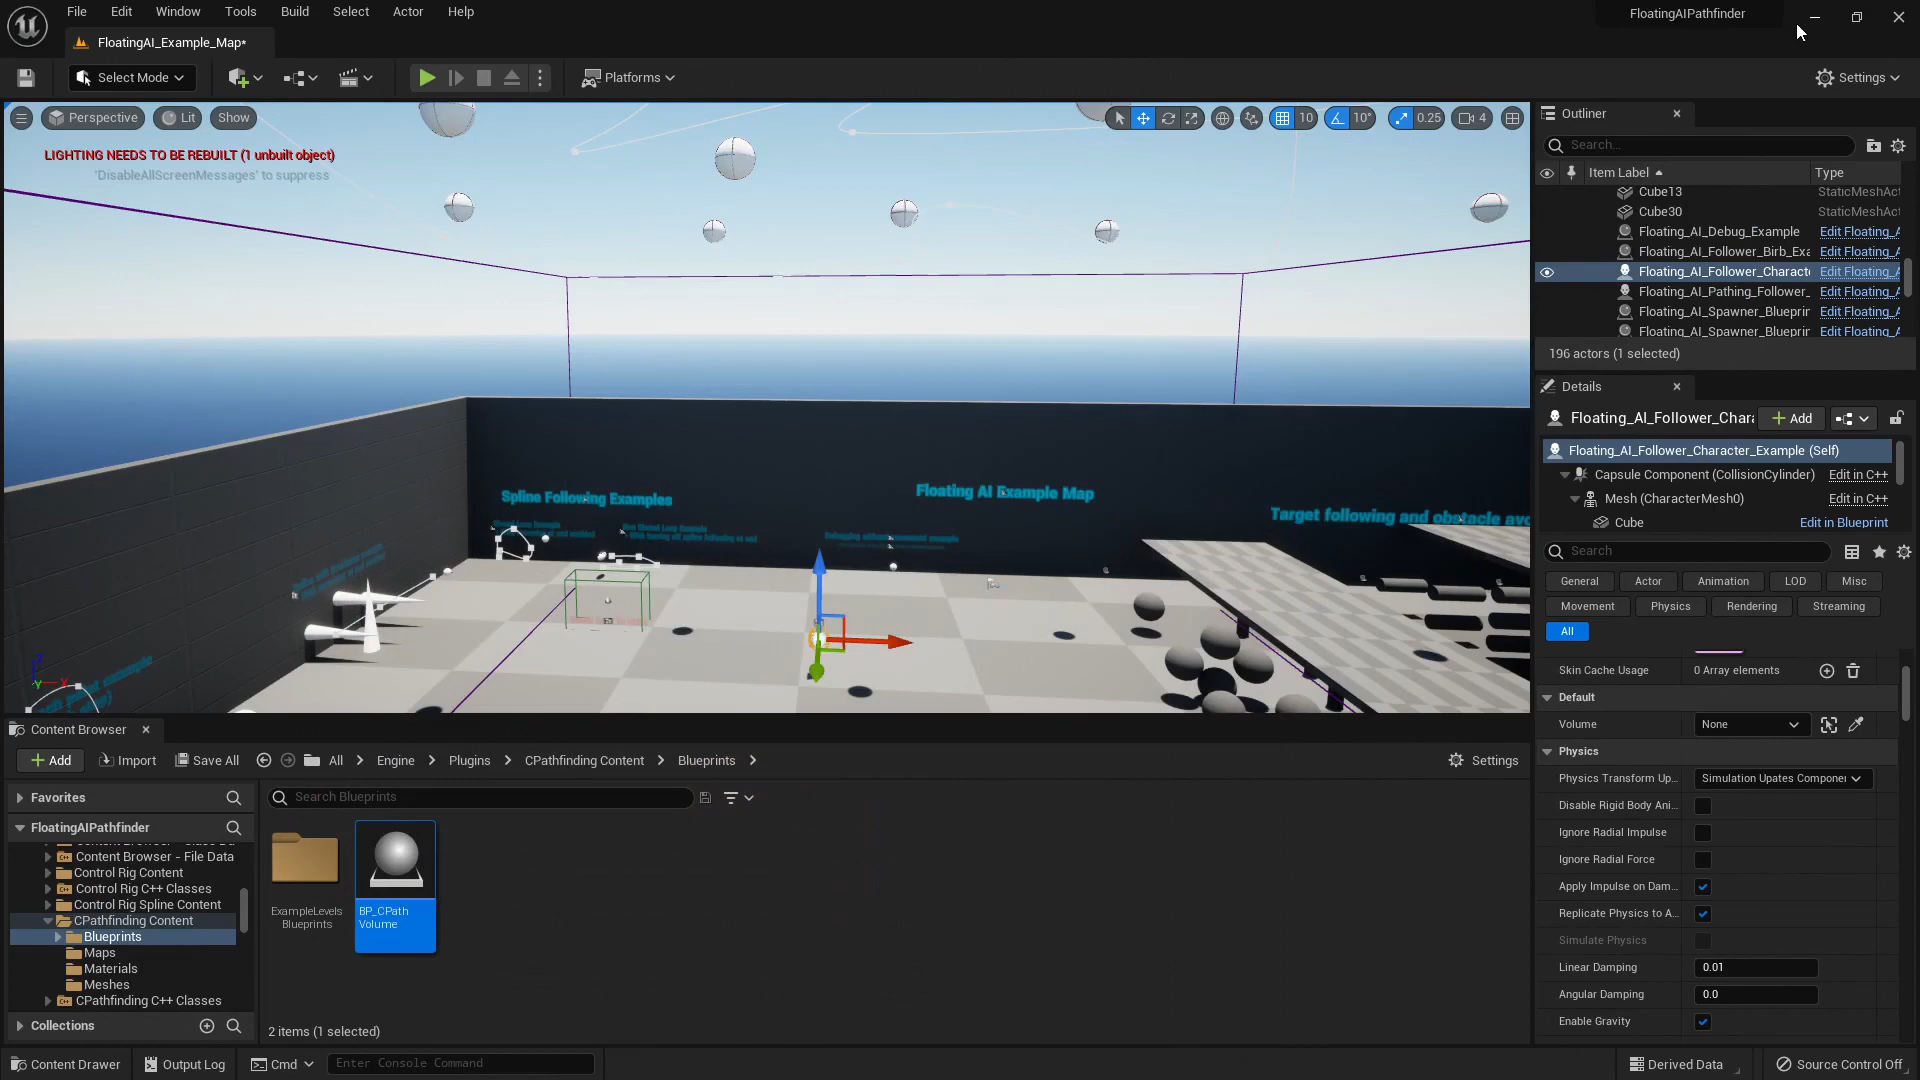 File Edit Window Tools Build Select Actor Help
FloatingAIPathfinder
FloatingAI_Example_Map*
Select Mode
Platforms
Settings
Perspective Lit Show
10 10° 0.25 4
LIGHTING NEEDS TO BE REBUILT (1 unbuilt object)
'DisableAllScreenMessages' to suppress
Spline Following Examples
Floating AI Example Map
Target following and obstacle avo
Outliner
Search...
Item Label Type
Cube13 StaticMeshAct
Cube30 StaticMeshAct
Floating_AI_Debug_Example Edit Floating_A
Floating_AI_Follower_Birb_Exa Edit Floating_A
Floating_AI_Follower_Characte Edit Floating_A
Floating_AI_Pathing_Follower_ Edit Floating_A
Floating_AI_Spawner_Blueprin Edit Floating_A
Floating_AI_Spawner_Blueprin Edit Floating_A
196 actors (1 selected)
Details
Floating_AI_Follower_Chara Add
Floating_AI_Follower_Character_Example (Self)
Capsule Component (CollisionCylinder) Edit in C++
Mesh (CharacterMesh0) Edit in C++
Cube Edit in Blueprint
Search
General Actor Animation LOD Misc
Movement Physics Rendering Streaming
All
Skin Cache Usage 0 Array elements
Default
Volume None
Physics
Physics Transform Up... Simulation Upates Componen
Disable Rigid Body Ani...
Ignore Radial Impulse
Ignore Radial Force
Apply Impulse on Dam...
Replicate Physics to A...
Simulate Physics
Linear Damping 0.01
Angular Damping 0.0
Enable Gravity
Content Browser
Add Import Save All All Engine Plugins CPathfinding Content Blueprints Settings
Favorites
FloatingAIPathfinder
Content Browser - File Data
Control Rig Content
Control Rig C++ Classes
Control Rig Spline Content
CPathfinding Content
Blueprints
Maps
Materials
Meshes
CPathfinding C++ Classes
Collections
Search Blueprints
ExampleLevels
Blueprints
BP_CPath
Volume
2 items (1 selected)
Content Drawer Output Log Cmd Enter Console Command
Derived Data Source Control Off